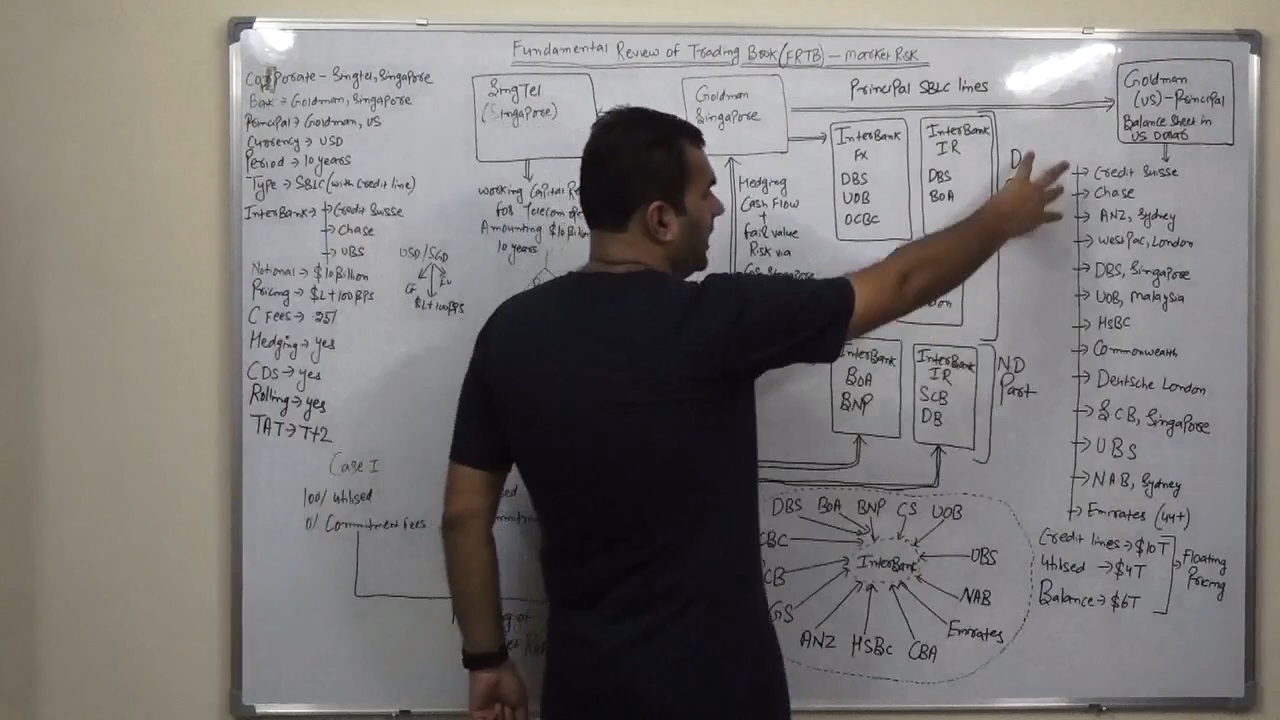 Fundamental Review of Trading Book (FRTB) – Market Risk
Corporate – Singtel, Singapore
Bank → Goldman, Singapore
Principal → Goldman, US
Currency → USD
Period → 10 years
Type → SBLC (with credit line)
InterBank → Credit Suisse
→ Chase
→ UBS
Notional → $10 Billion
Pricing → $L+100BPS
C Fees → .25%
Hedging → yes
CDS → yes
Rolling → yes
TAT → T+2
USD/SGD
CF
FV
$L+100BPS
Case I
100% Utilised
0% Commitment Fees
SingTel
(Singapore)
working Capital
for Telecom
Amounting $10 Billion
10 years
Goldman
Singapore
Hedging
Cash Flow
+
fair value
Risk via
GS Singapore
Principal SBLC lines
InterBank
FX
DBS
UOB
OCBC
InterBank
IR
DBS
BOA
D
InterBank
BOA
BNP
InterBank
IR
SCB
DB
ND
Part
DBS BOA BNP CS UOB
UBS
NAB
Emirates
CBA
HSBC
ANZ
GS
InterBank
Goldman
(US) – Principal
Balance Sheet in
US Dollars
→ Credit Suisse
→ Chase
→ ANZ, Sydney
→ Westpac, London
→ DBS, Singapore
→ UOB, Malaysia
→ HSBC
→ Commonwealth
→ Deutsche London
→ SCB, Singapore
→ UBS
→ NAB, Sydney
→ Emirates (44+)
Credit lines → $10T
Utilised → $4T
Balance → $6T
→ Floating
Pricing